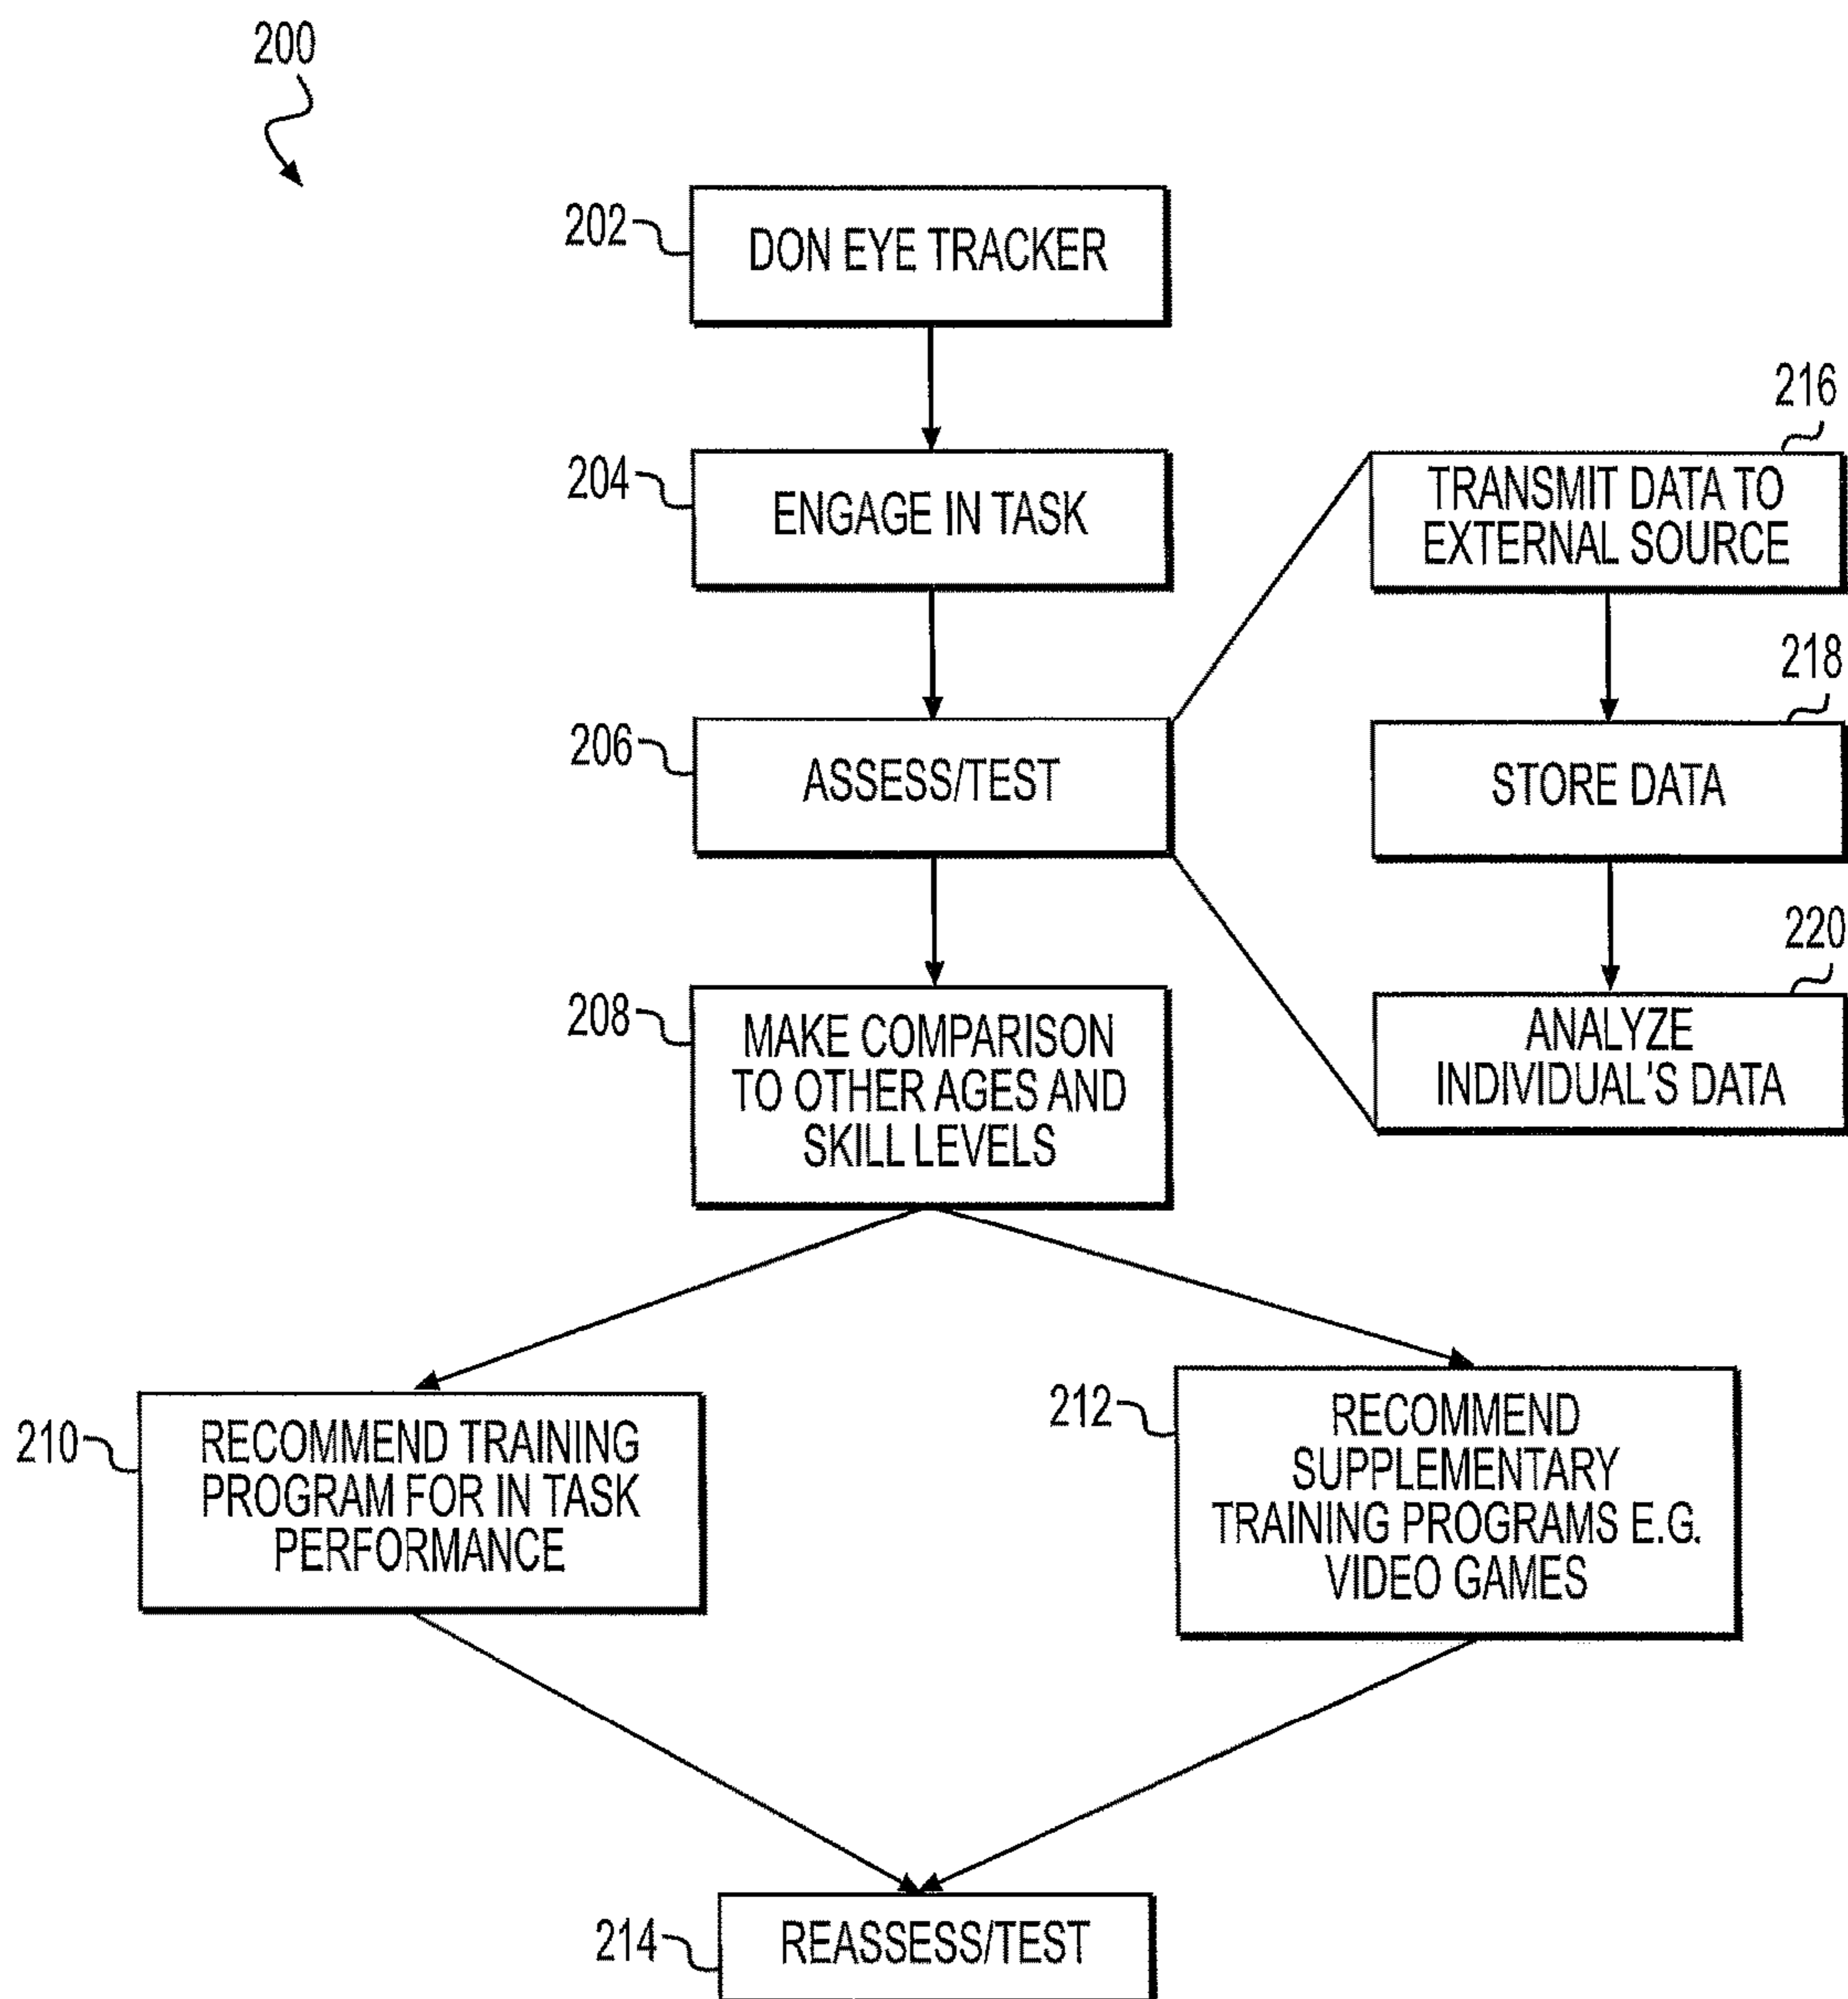 200
202
DON EYE TRACKER
204
ENGAGE IN TASK
216
TRANSMIT DATA TO
EXTERNAL SOURCE
218
STORE DATA
206
ASSESS/TEST
220
ANALYZE
INDIVIDUAL'S DATA
208
MAKE COMPARISON
TO OTHER AGES AND
SKILL LEVELS
210
RECOMMEND TRAINING
PROGRAM FOR IN TASK
PERFORMANCE
212
RECOMMEND
SUPPLEMENTARY
TRAINING PROGRAMS E.G.
VIDEO GAMES
214
REASSESS/TEST